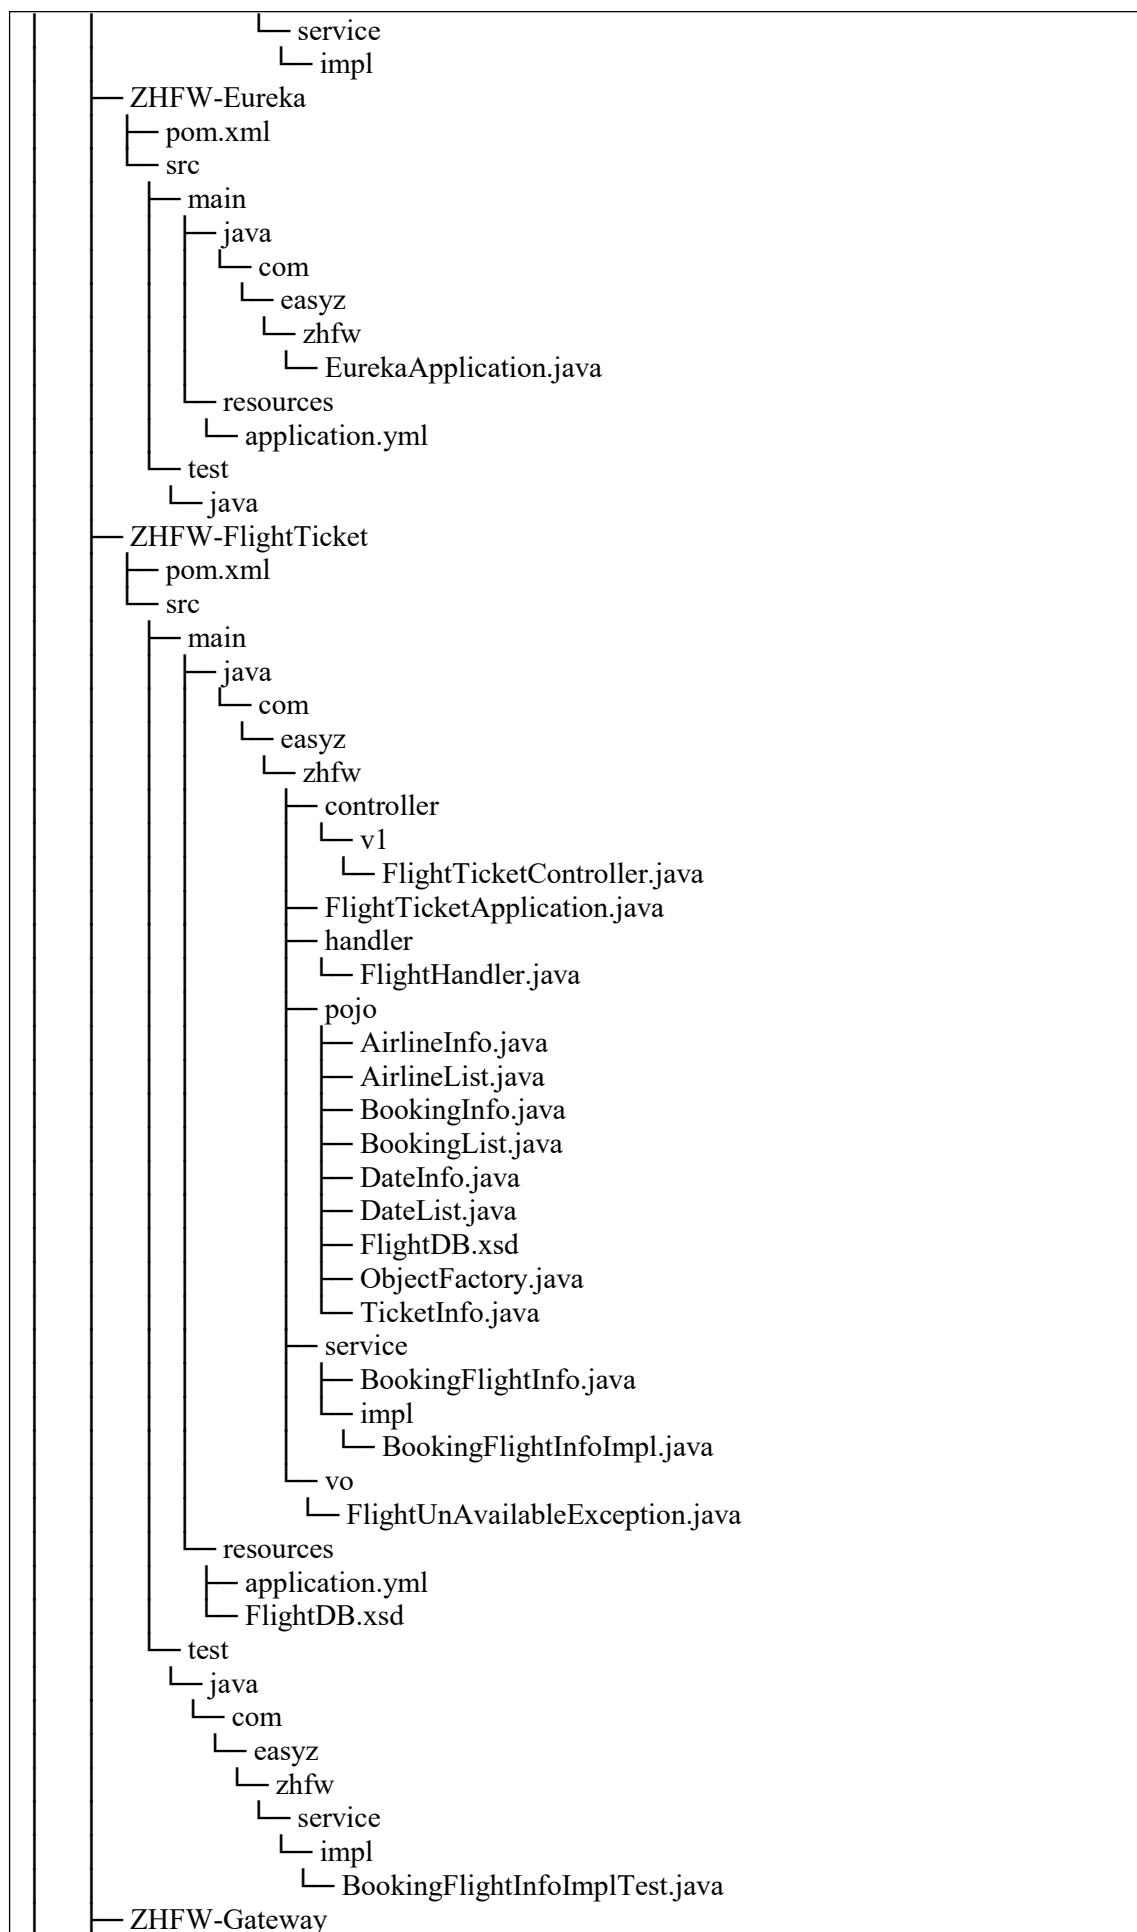 service
impl
ZHFW-Eureka
pom.xml
src
main
java
com
easyz
zhfw
EurekaApplication.java
resources
application.yml
test
java
ZHFW-FlightTicket
pom.xml
src
main
java
com
easyz
zhfw
controller
v1
FlightTicketController.java
FlightTicketApplication.java
handler
FlightHandler.java
pojo
AirlineInfo.java
AirlineList.java
BookingInfo.java
BookingList.java
DateInfo.java
DateList.java
FlightDB.xsd
ObjectFactory.java
TicketInfo.java
service
BookingFlightInfo.java
impl
BookingFlightInfoImpl.java
vo
FlightUnAvailableException.java
resources
application.yml
FlightDB.xsd
test
java
com
easyz
zhfw
service
impl
BookingFlightInfoImplTest.java
ZHFW-Gateway